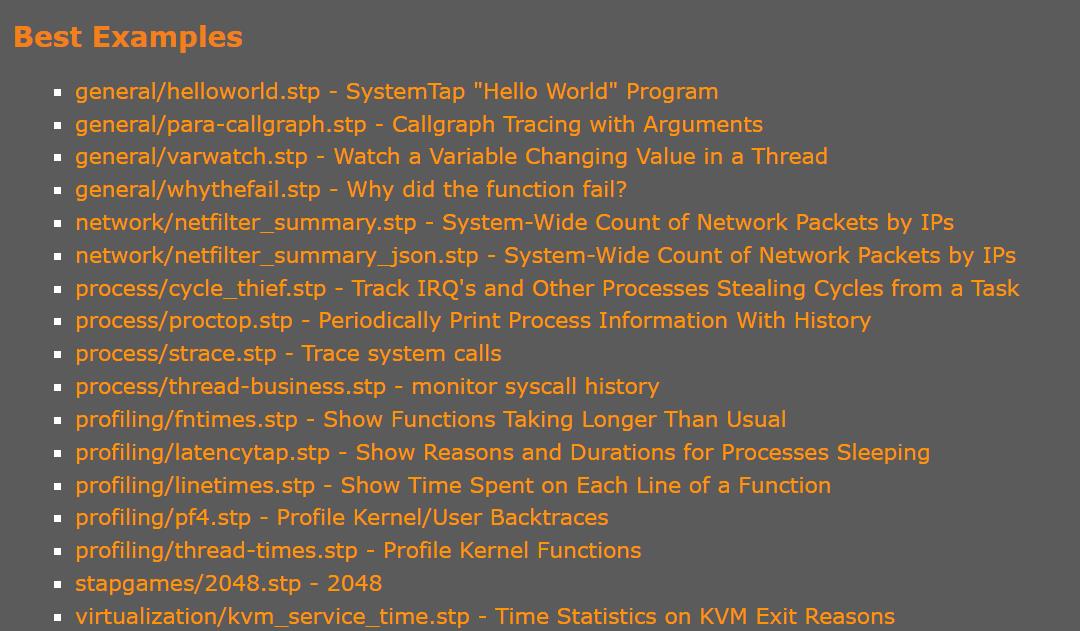 Best Examples
general/helloworld.stp - SystemTap "Hello World" Program
general/para-callgraph.stp - Callgraph Tracing with Arguments
general/varwatch.stp - Watch a Variable Changing Value in a Thread
general/whythefail.stp - Why did the function fail?
network/netfilter_summary.stp - System-Wide Count of Network Packets by IPs
network/netfilter_summary_json.stp - System-Wide Count of Network Packets by IPs
process/cycle_thief.stp - Track IRQ's and Other Processes Stealing Cycles from a Task
process/proctop.stp - Periodically Print Process Information With History
process/strace.stp - Trace system calls
process/thread-business.stp - monitor syscall history
profiling/fntimes.stp - Show Functions Taking Longer Than Usual
profiling/latencytap.stp - Show Reasons and Durations for Processes Sleeping
profiling/linetimes.stp - Show Time Spent on Each Line of a Function
profiling/pf4.stp - Profile Kernel/User Backtraces
profiling/thread-times.stp - Profile Kernel Functions
stapgames/2048.stp - 2048
virtualization/kvm_service_time.stp - Time Statistics on KVM Exit Reasons